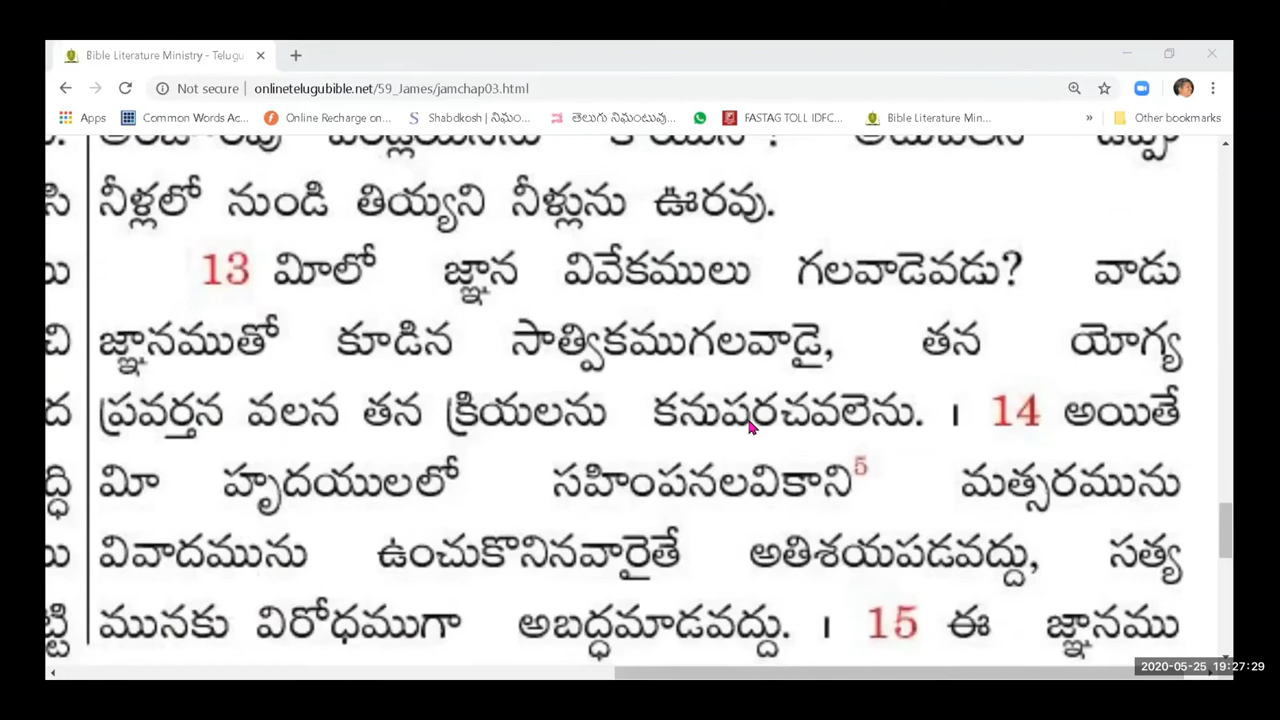 Bible Literature Ministry - Telugu
Not secure | onlinetelugubible.net/59_James/jamchap03.html
Apps Common Words Ac... Online Recharge on... Shabdkosh | నిఘం... తెలుగు నిఘంటువు... FASTAG TOLL IDFC... Bible Literature Min... » Other bookmarks
నీళ్లలో నుండి తియ్యని నీళ్లును ఊరవు.
13 మీలో జ్ఞాన వివేకములు గలవాడెవడు? వాడు
జ్ఞానముతో కూడిన సాత్వికముగలవాడై, తన యోగ్య
ప్రవర్తన వలన తన క్రియలను కనుపరచవలెను. । 14 అయితే
మీ హృదయులలో సహింపనలవికాని5 మత్సరమును
వివాదమును ఉంచుకొనినవారైతే అతిశయపడవద్దు, సత్య
మునకు విరోధముగా అబద్ధమాడవద్దు. । 15 ఈ జ్ఞానము
2020-05-25 19:27:29